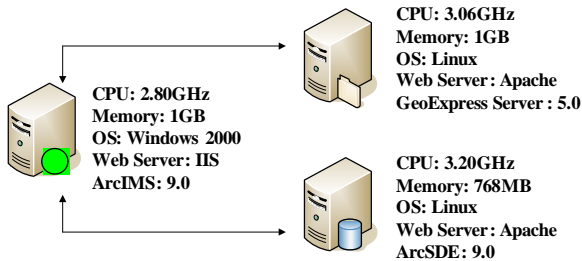 CPU: 3.06GHz
Memory: 1GB
OS: Linux
Web Server: Apache
GeoExpress Server : 5.0
CPU: 2.80GHz
Memory: 1GB
OS: Windows 2000
Web Server: IIS
ArcIMS: 9.0
CPU: 3.20GHz
Memory: 768MB
OS: Linux
Web Server: Apache
ArcSDE: 9.0